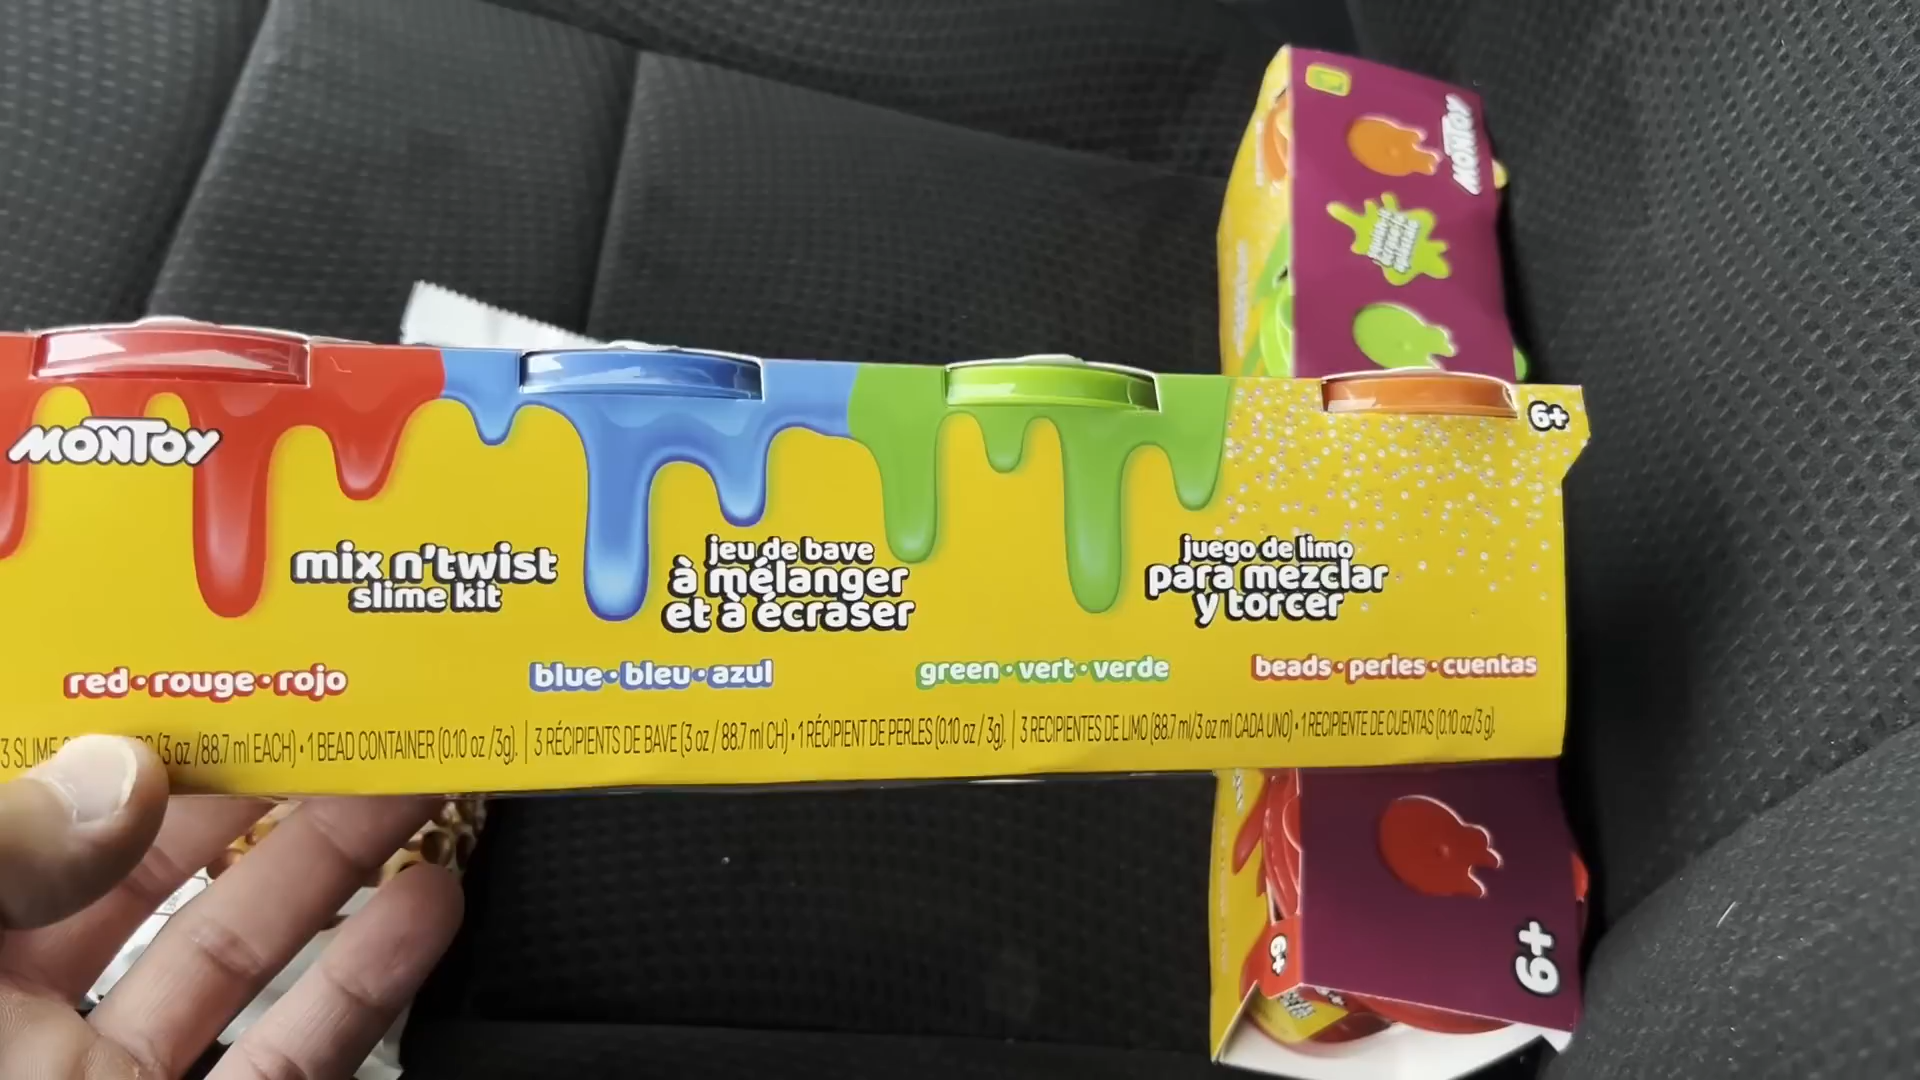 MONTOY
6+
mix n'twist
slime kit
jeu de bave
à mélanger
et à écraser
juego de limo
para mezclar
y torcer
red•rouge•rojo
blue•bleu•azul
green•vert•verde
beads•perles•cuentas
3 SLIME (3 oz /88.7 ml EACH) • 1 BEAD CONTAINER (0.10 oz /3g). | 3 RÉCIPIENTS DE BAVE (3 oz / 88.7 ml CH) • 1 RÉCIPIENT DE PERLES (0.10 oz / 3g). | 3 RECIPIENTES DE LIMO (88.7 ml/3 oz ml CADA UNO) • 1 RECIPIENTE DE CUENTAS (0.10 oz/3 g).
MONTOY
6+
6+